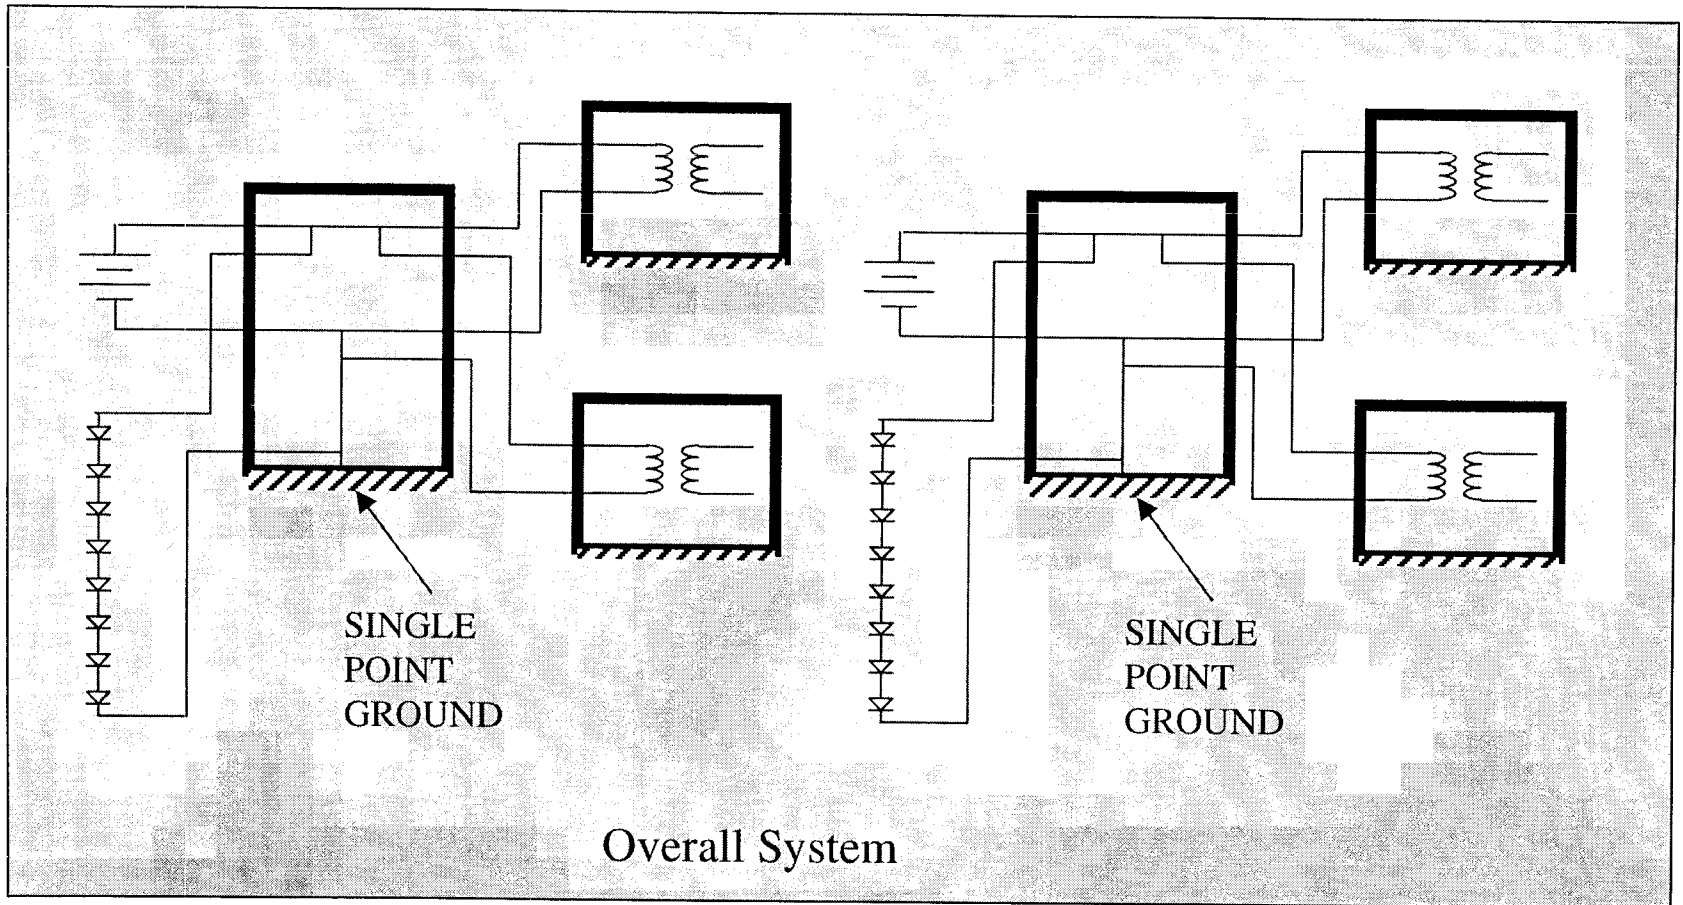 SINGLE
POINT
GROUND
SINGLE
POINT
GROUND
Overall System